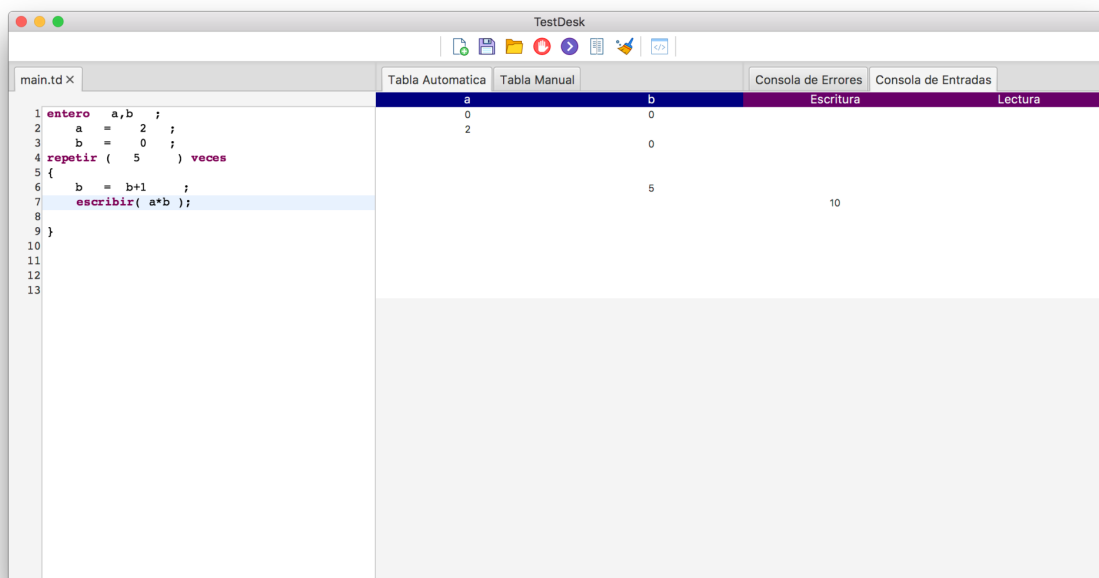 TestDesk
main.td ×
Tabla Automatica Tabla Manual
Consola de Errores Consola de Entradas
a b Escritura Lectura
1 entero a,b ; 0 0
2 a = 2 ; 2
3 b = 0 ; 0
4 repetir ( 5 ) veces
5 {
6 b = b+1 ; 5
7 escribir( a*b ); 10
8
9 }
10
11
12
13